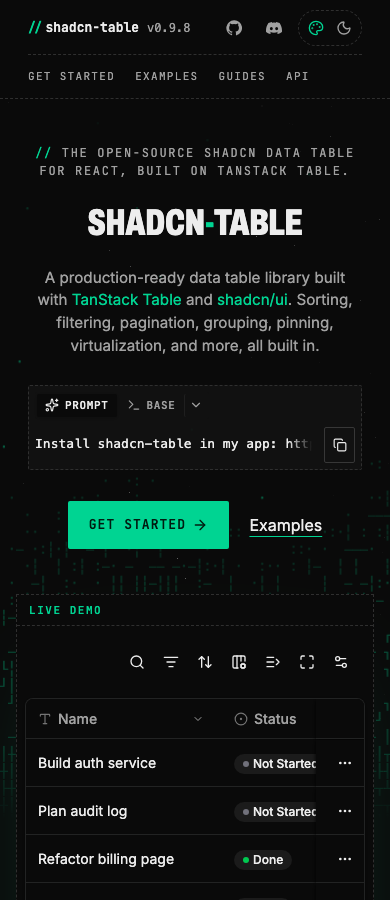 // shadcn-table v0.9.8
GET STARTED EXAMPLES GUIDES API
// THE OPEN-SOURCE SHADCN DATA TABLE
FOR REACT, BUILT ON TANSTACK TABLE.
SHADCN-TABLE
A production-ready data table library built
with TanStack Table and shadcn/ui. Sorting,
filtering, pagination, grouping, pinning,
virtualization, and more, all built in.
PROMPT BASE
Install shadcn-table in my app: htt
GET STARTED → Examples
LIVE DEMO
Name Status
Build auth service Not Started
Plan audit log Not Started
Refactor billing page Done